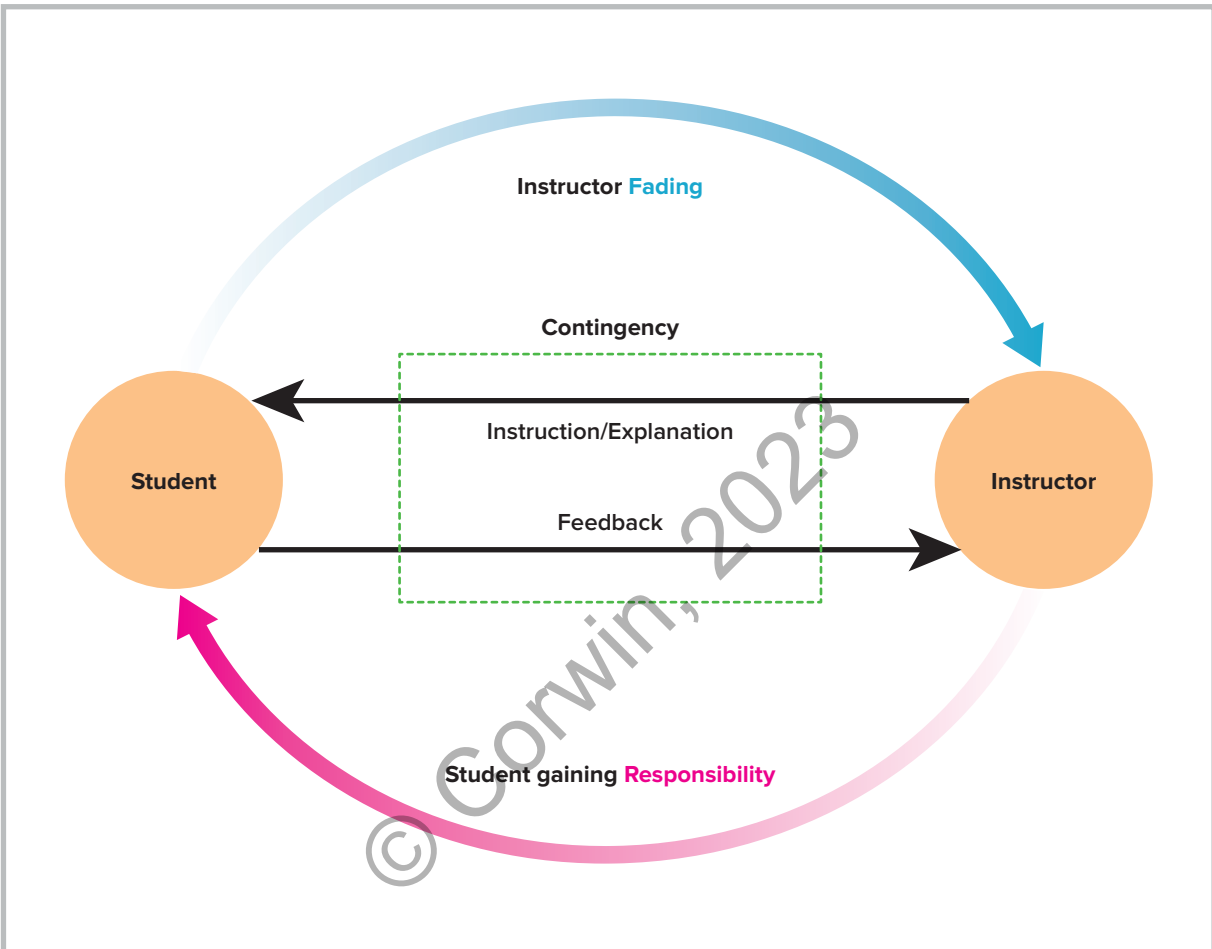 Instructor Fading
Contingency
Instruction/Explanation
Student
Instructor
Feedback
Student gaining Responsibility
© Corwin, 2023